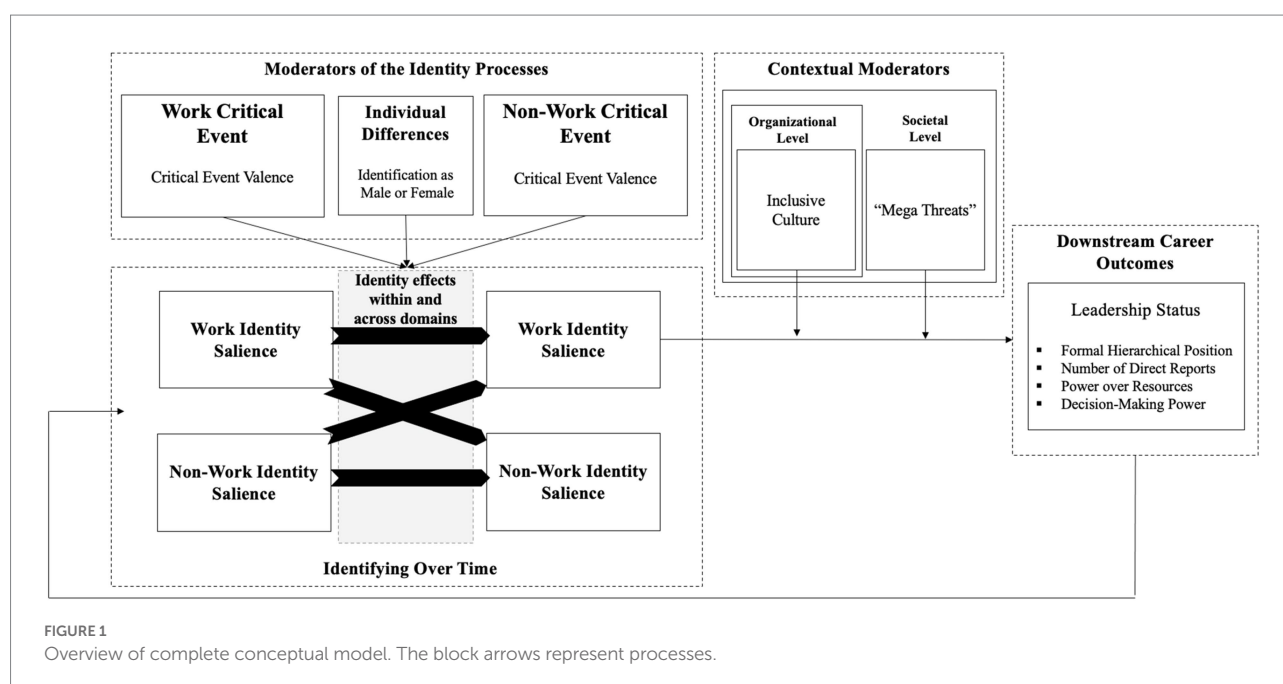 Moderators of the Identity Processes
Work Critical
Event
Critical Event Valence
Individual
Differences
Identification as
Male or Female
Non-Work Critical
Event
Critical Event Valence
Contextual Moderators
Organizational
Level
Inclusive
Culture
Societal
Level
“Mega Threats”
Identity effects
within and
across domains
Work Identity
Salience
Work Identity
Salience
Non-Work Identity
Salience
Non-Work Identity
Salience
Identifying Over Time
Downstream Career
Outcomes
Leadership Status
▪ Formal Hierarchical Position
▪ Number of Direct Reports
▪ Power over Resources
▪ Decision-Making Power
FIGURE 1
Overview of complete conceptual model. The block arrows represent processes.